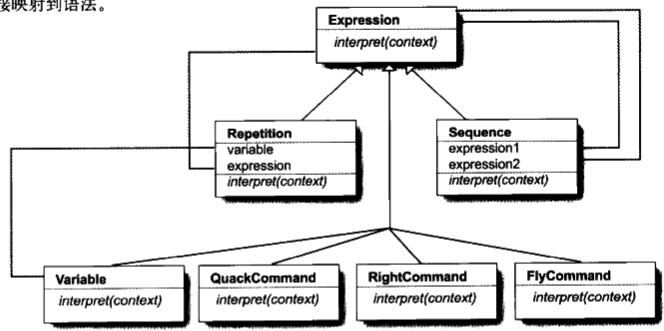 接映射到语法。
Expression
interpret(context)
Repetition
variable
expression
interpret(context)
Sequence
expression1
expression2
interpret(context)
Variable
interpret(context)
QuackCommand
interpret(context)
RightCommand
interpret(context)
FlyCommand
interpret(context)